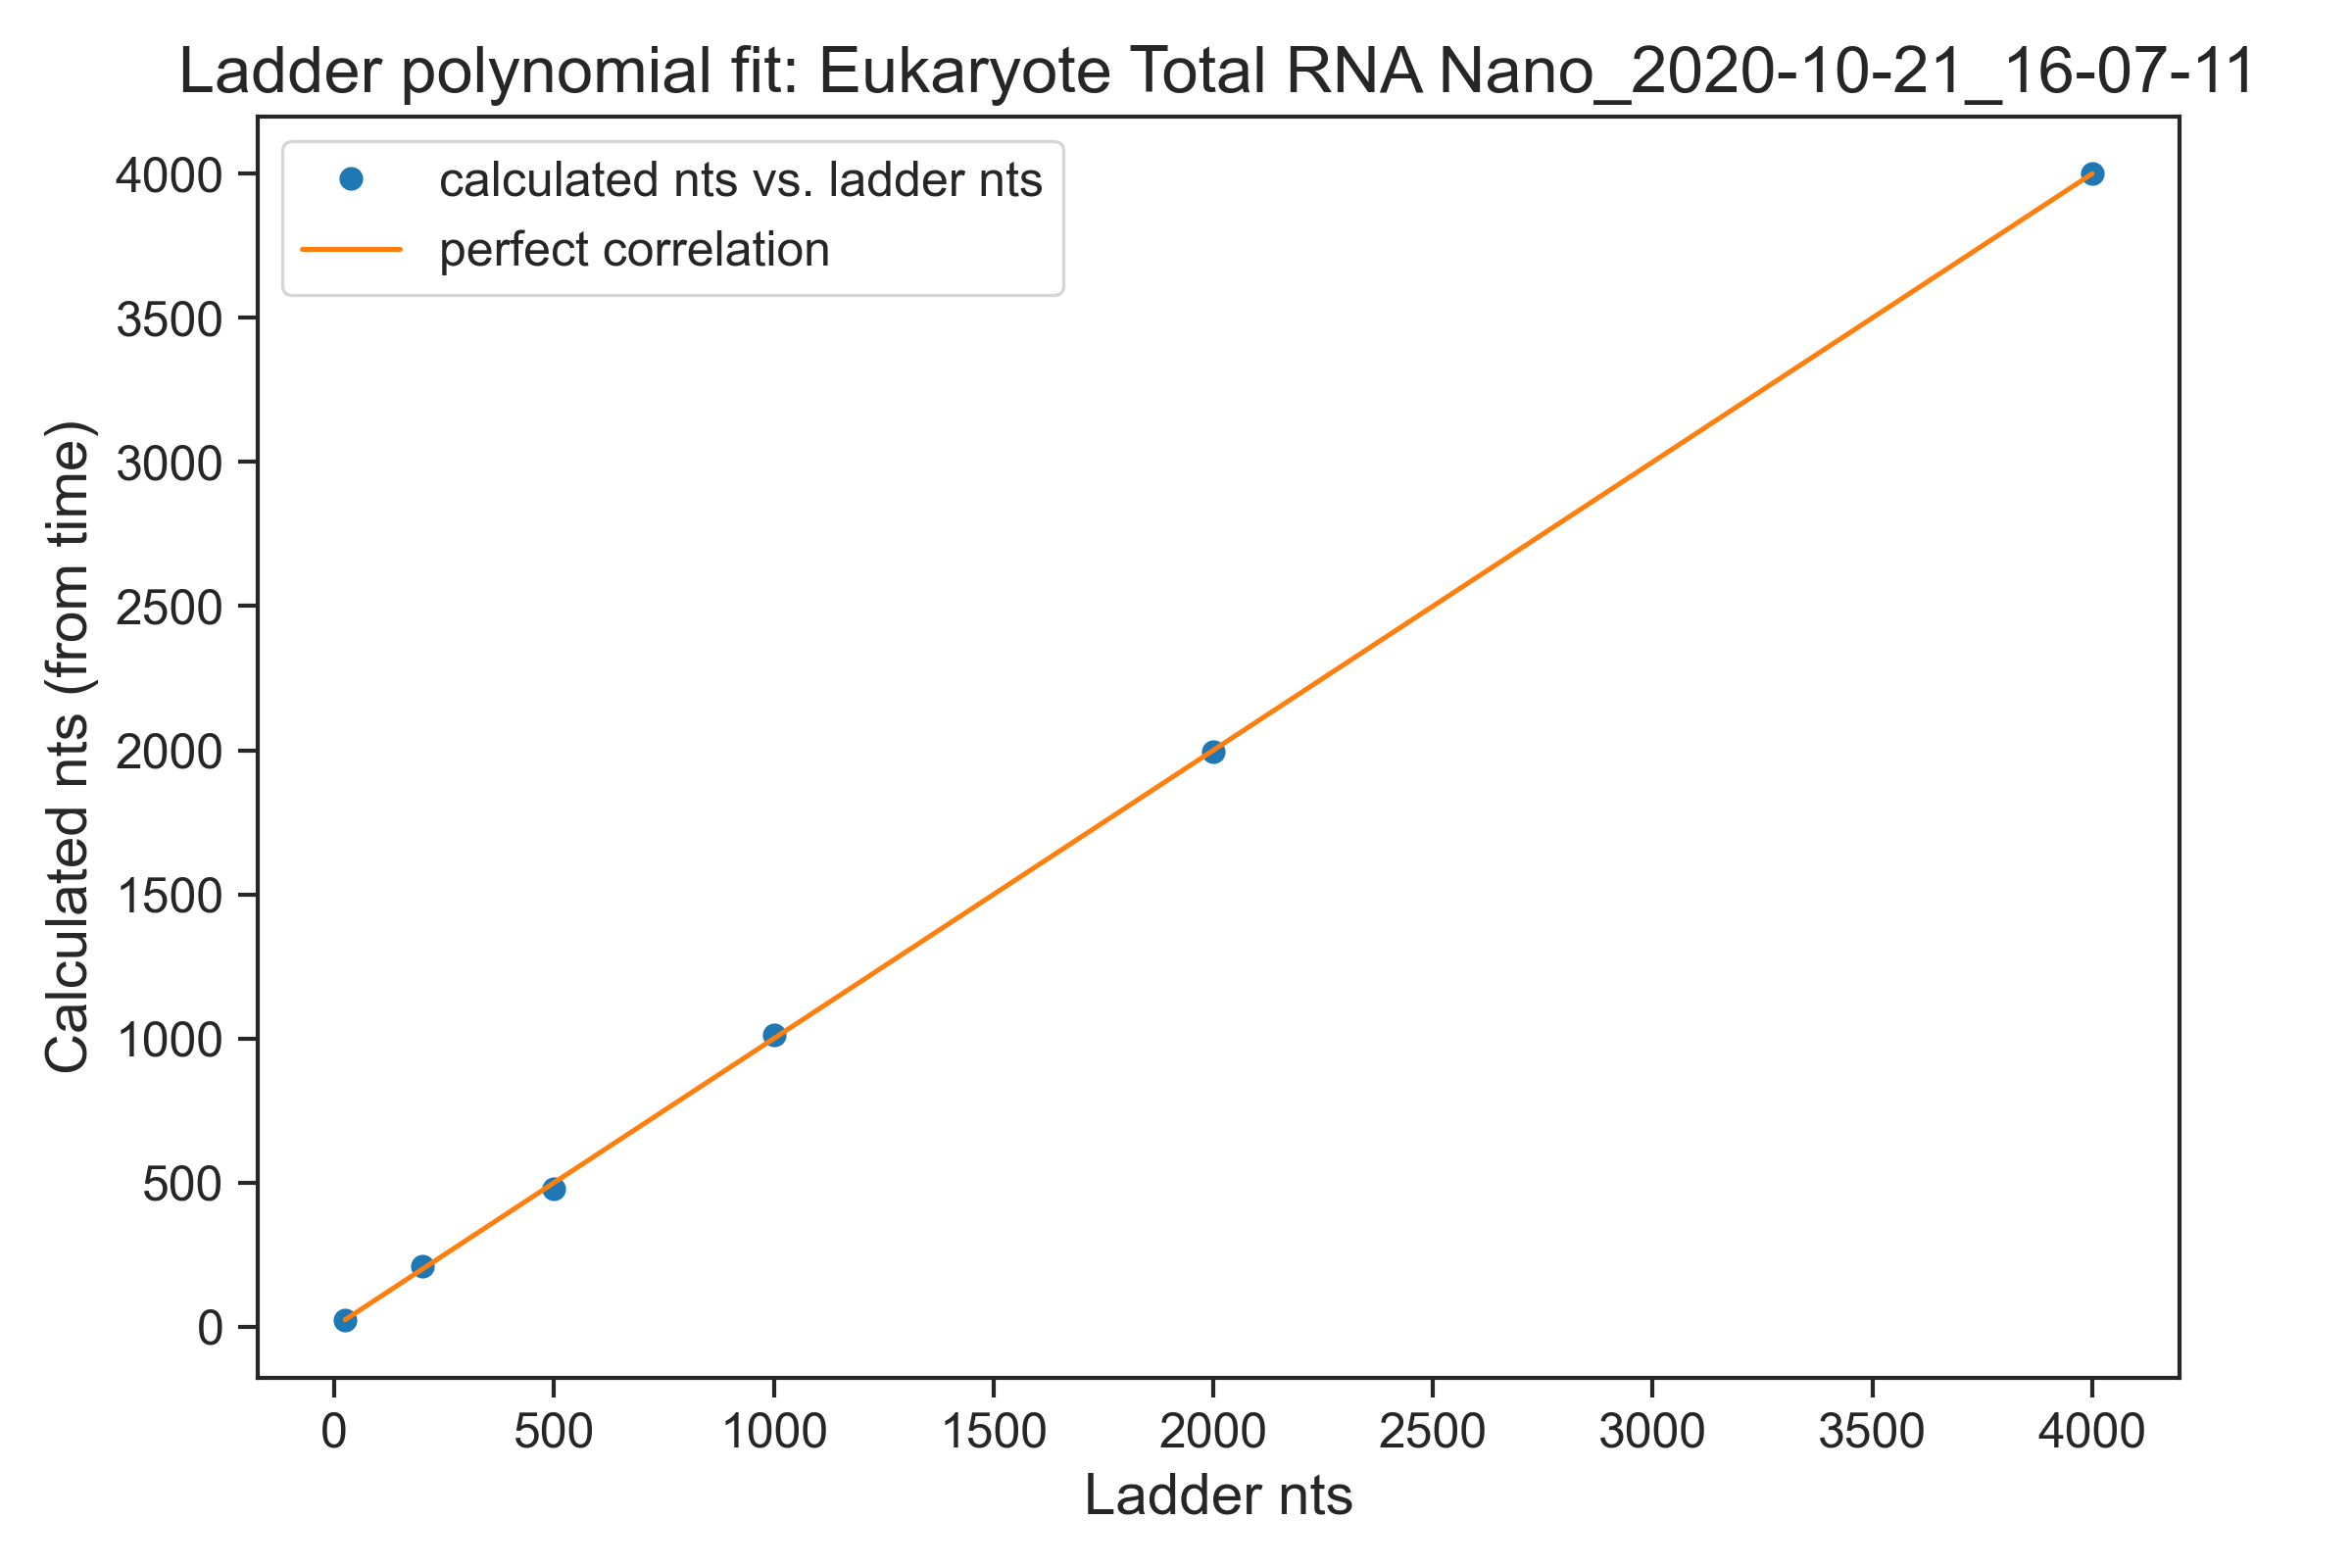 Ladder polynomial fit: Eukaryote Total RNA Nano_2020-10-21_16-07-11
calculated nts vs. ladder nts
perfect correlation
Calculated nts (from time)
4000
3500
3000
2500
2000
1500
1000
500
0
0 500 1000 1500 2000 2500 3000 3500 4000
Ladder nts